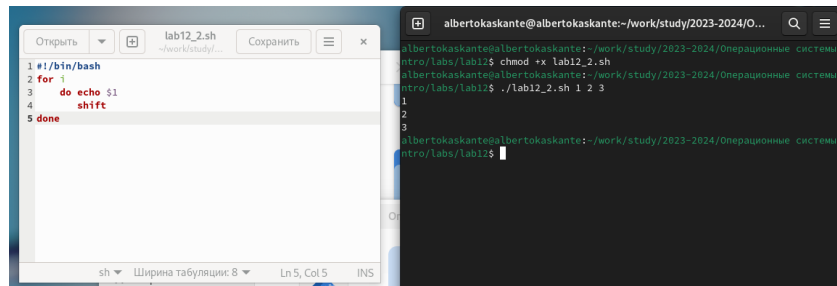 Открыть
lab12_2.sh
~/work/study/...
Сохранить
1 #!/bin/bash
2 for i
3 do echo $1
4 shift
5 done
sh
Ширина табуляции: 8
Ln 5, Col 5
INS
albertokaskante@albertokaskante:~/work/study/2023-2024/О...
albertokaskante@albertokaskante:~/work/study/2023-2024/Операционные системы
ntro/labs/lab12$ chmod +x lab12_2.sh
albertokaskante@albertokaskante:~/work/study/2023-2024/Операционные системы
ntro/labs/lab12$ ./lab12_2.sh 1 2 3
1
2
3
albertokaskante@albertokaskante:~/work/study/2023-2024/Операционные системы
ntro/labs/lab12$